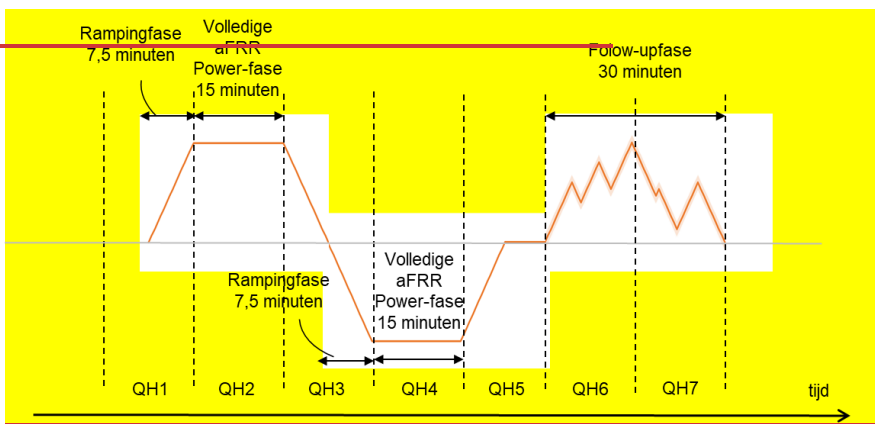 Rampingfase
7,5 minuten
Volledige
aFRR
Power-fase
15 minuten
Folow-upfase
30 minuten
Rampingfase
7,5 minuten
Volledige
aFRR
Power-fase
15 minuten
QH1 QH2 QH3 QH4 QH5 QH6 QH7 tijd